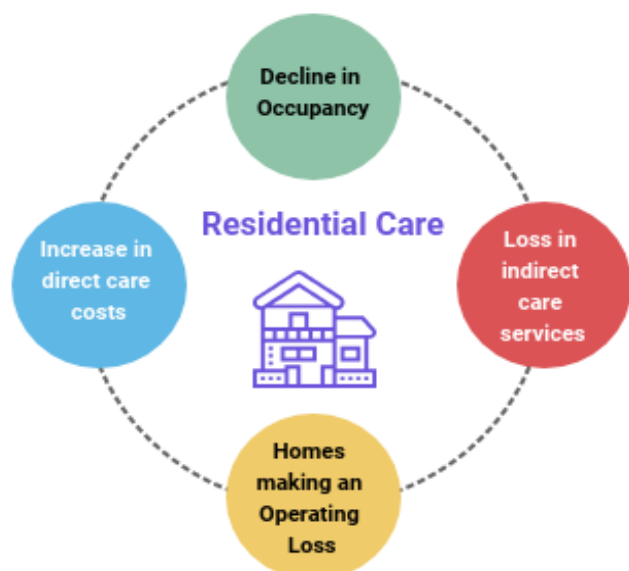 Decline in
Occupancy
Residential Care
Increase in
direct care
costs
Loss in
indirect
care
services
Homes
making an
Operating
Loss